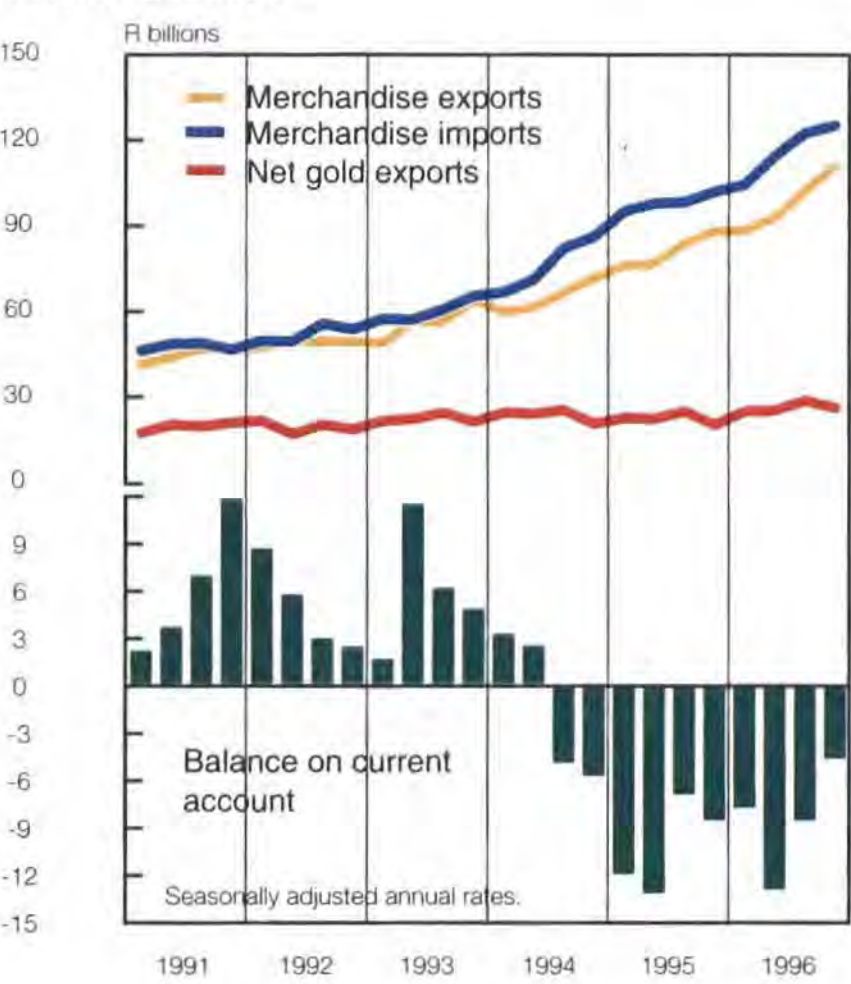 R billions
150
120
90
60
30
0
Merchandise exports
Merchandise imports
Net gold exports
9
6
3
0
-3
-6
-9
-12
-15
Balance on current
account
Seasonally adjusted annual rates.
1991 1992 1993 1994 1995 1996